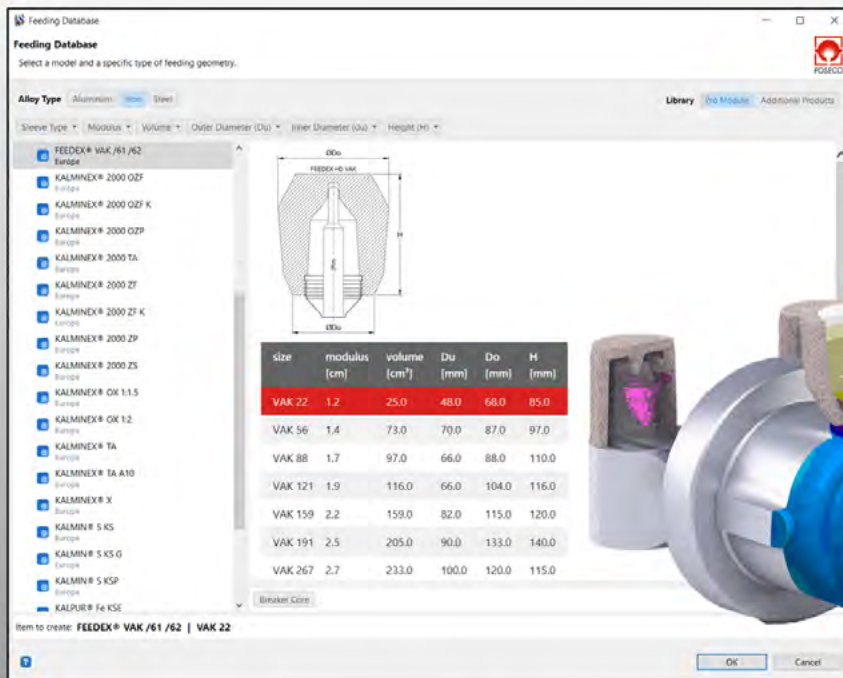 Feeding Database
Feeding Database
Select a model and a specific type of feeding geometry.
FOSECO
Alloy Type Aluminum Iron Steel
Library Pro Module Additional Products
Sleeve Type Modulus Volume Outer Diameter (Du) Inner Diameter (du) Height (H)
FEEDEX® VAK /61 /62
Europe
KALMINEX® 2000 OZF
Europe
KALMINEX® 2000 OZF K
Europe
KALMINEX® 2000 OZP
Europe
KALMINEX® 2000 TA
Europe
KALMINEX® 2000 ZF
Europe
KALMINEX® 2000 ZF K
Europe
KALMINEX® 2000 ZP
Europe
KALMINEX® 2000 ZS
Europe
KALMINEX® OX 1:1.5
Europe
KALMINEX® OX 1:2
Europe
KALMINEX® TA
Europe
KALMINEX® TA A10
Europe
KALMINEX® X
Europe
KALMIN® S KS
Europe
KALMIN® S KS G
Europe
KALMIN® S KSP
Europe
KALPUR® Fe KSE
ØDo
FEEDEX HD VAK
H
ØDu
size modulus [cm] volume [cm³] Du [mm] Do [mm] H [mm]
VAK 22 1.2 25.0 48.0 68.0 85.0
VAK 56 1.4 73.0 70.0 87.0 97.0
VAK 88 1.7 97.0 66.0 88.0 110.0
VAK 121 1.9 116.0 66.0 104.0 116.0
VAK 159 2.2 159.0 82.0 115.0 120.0
VAK 191 2.5 205.0 90.0 133.0 140.0
VAK 267 2.7 233.0 100.0 120.0 115.0
Breaker Core
Item to create: FEEDEX® VAK /61 /62 | VAK 22
?
OK Cancel